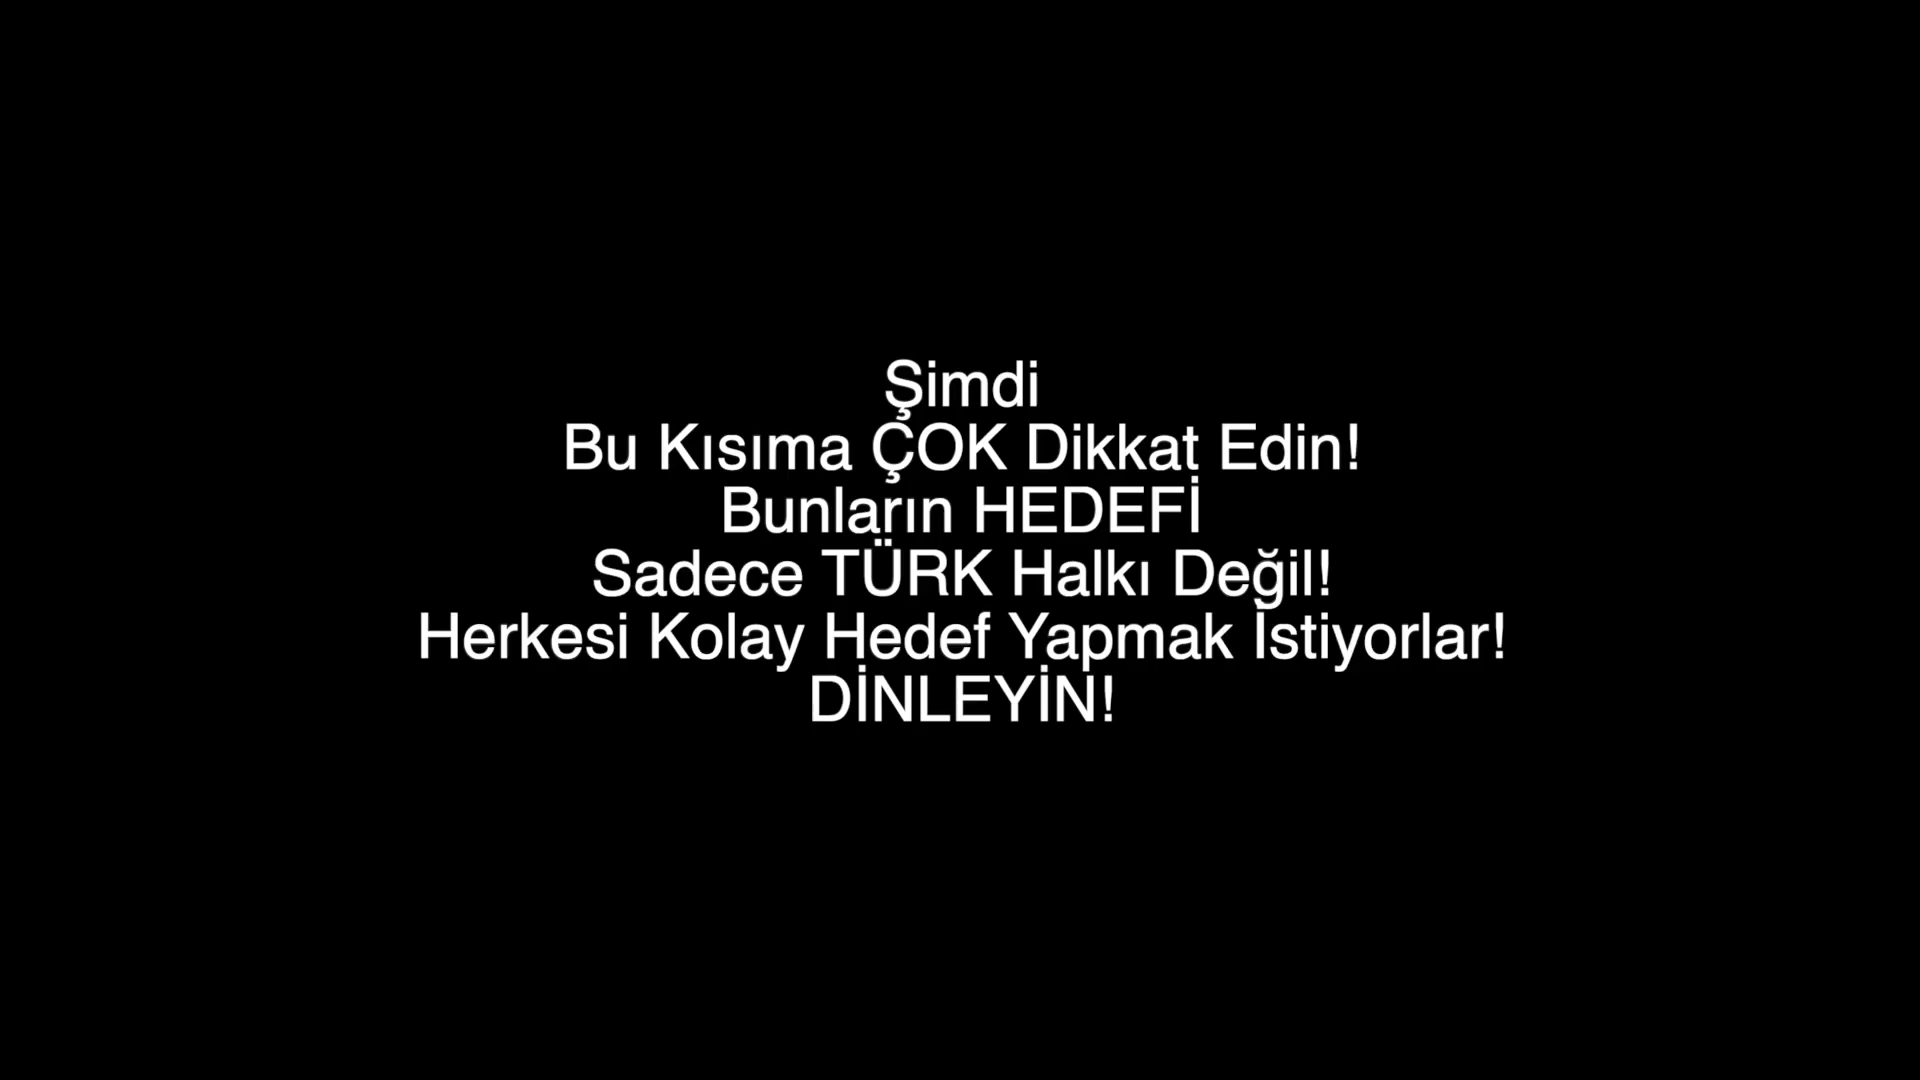 Şimdi
Bu Kısıma ÇOK Dikkat Edin!
Bunların HEDEFİ
Sadece TÜRK Halkı Değil!
Herkesi Kolay Hedef Yapmak İstiyorlar!
DİNLEYİN!